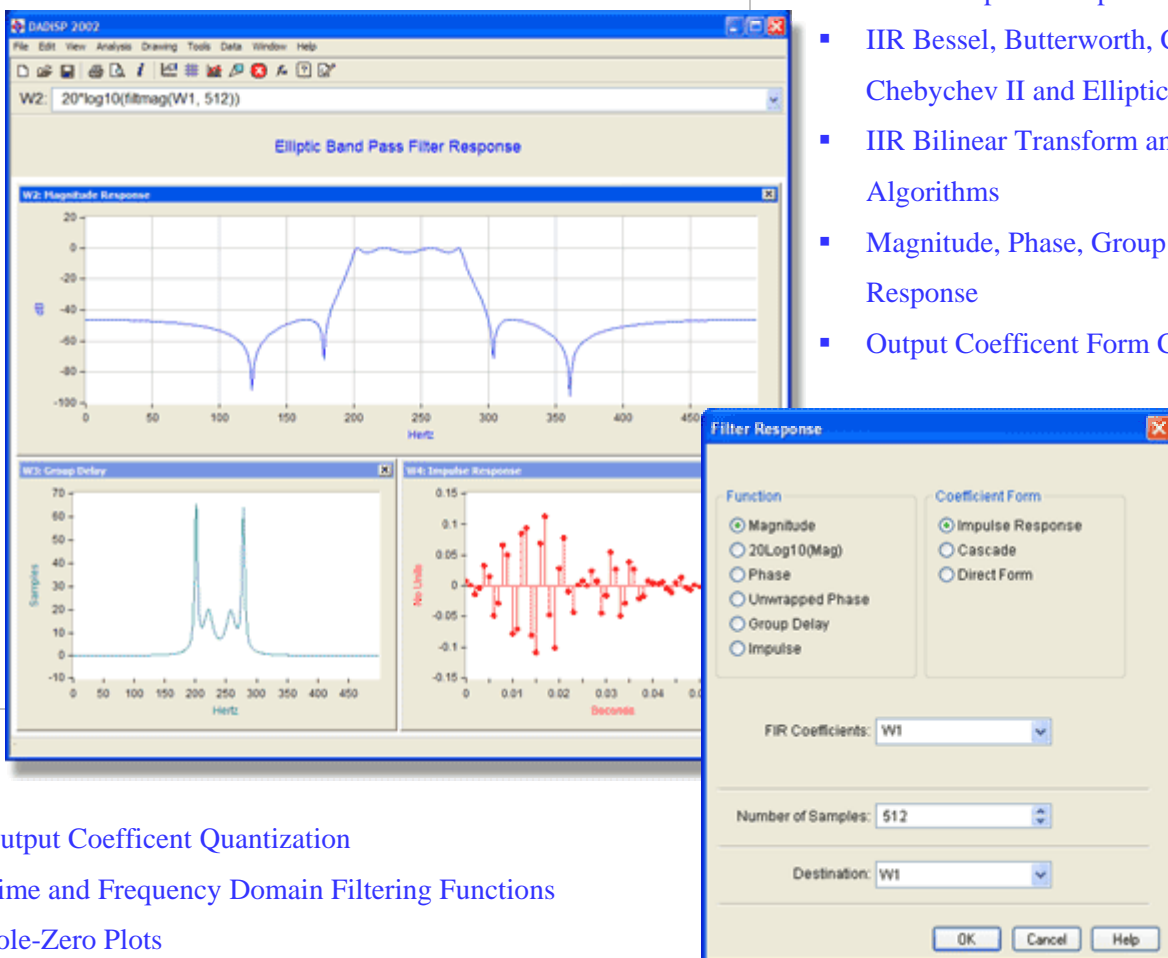 DADiSP 2002
File Edit View Analysis Drawing Tools Data Window Help
W2: 20*log10(filtmag(W1, 512))
Elliptic Band Pass Filter Response
W2: Magnitude Response
20
0
-20
-40
-60
-80
-100
dB
0 50 100 150 200 250 300 350 400 450
Hertz
W3: Group Delay
70
60
50
40
30
20
10
0
-10
Samples
0 50 100 150 200 250 300 350 400 450
Hertz
W4: Impulse Response
0.15
0.1
0.05
0
-0.05
-0.1
-0.15
No Units
0 0.01 0.02 0.03 0.04
Seconds
▪ IIR Bessel, Butterworth, C
Chebychev II and Elliptic
▪ IIR Bilinear Transform an
Algorithms
▪ Magnitude, Phase, Group
Response
▪ Output Coefficent Form C
Filter Response
Function
Magnitude
20Log10(Mag)
Phase
Unwrapped Phase
Group Delay
Impulse
Coefficient Form
Impulse Response
Cascade
Direct Form
FIR Coefficients: W1
Number of Samples: 512
Destination: W1
OK Cancel Help
utput Coefficent Quantization
ime and Frequency Domain Filtering Functions
ole-Zero Plots